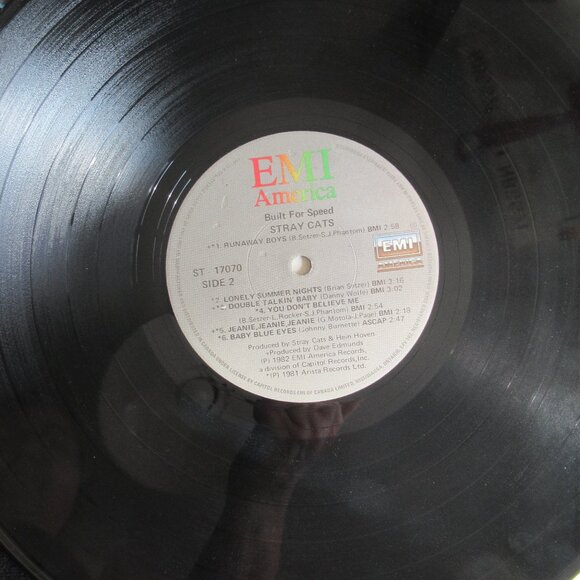 EMI
America
Built For Speed
STRAY CATS
*1. RUNAWAY BOYS (B.Setzer-S.J.Phantom) BMI 2:58
EMI
AMERICA
ST 17070
SIDE 2
*2. LONELY SUMMER NIGHTS (Brian Setzer) BMI 3:16
DOUBLE TALKIN' BABY (Danny Wolfe) BMI 3:02
*4. YOU DON'T BELIEVE ME
(B.Setzer-L.Rocker-S.J.Phantom) BMI 2:54
+*5. JEANIE,JEANIE,JEANIE (G.Motola-J.Page) BMI 2:18
*6. BABY BLUE EYES (Johnny Burnette) ASCAP 2:47
Produced by Stray Cats & Hein Hoven
+Produced by Dave Edmunds
(P) 1982 EMI America Records,
a division of Capitol Records,Inc.
*(P) 1981 Arista Records Ltd.